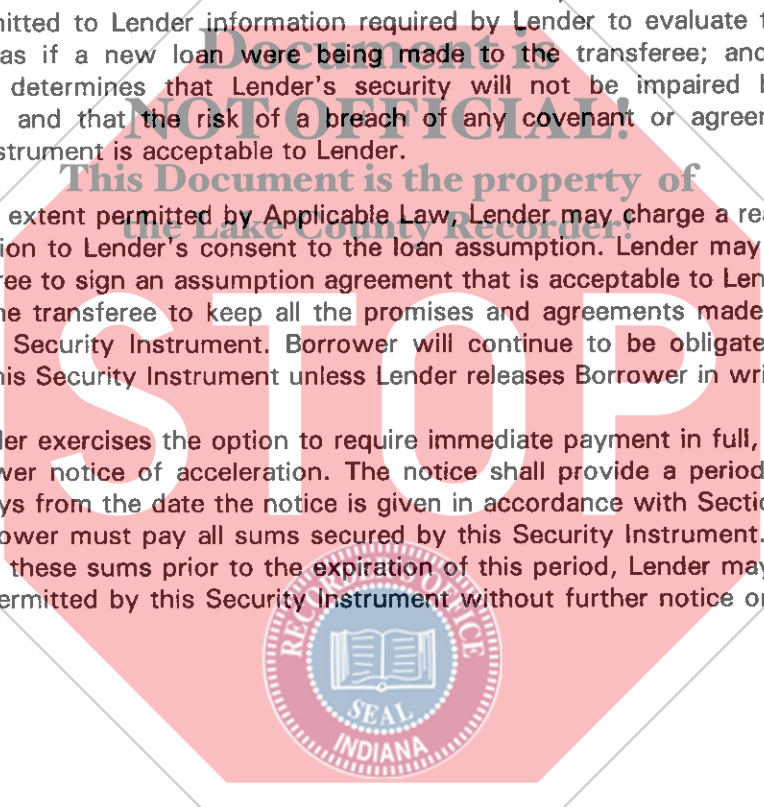 mitted to Lender information required by Lender to evaluate
as if a new loan were being made to the transferee; and
Document is
determines that Lender's security will not be impaired
NOT OFFICIAL!
and that the risk of a breach of any covenant or
strument is acceptable to Lender.
This Document is the property of
extent permitted by Applicable Law, Lender may charge a
the Lake County Recorder!
ion to Lender's consent to the loan assumption. Lender may
ree to sign an assumption agreement that is acceptable to
he transferee to keep all the promises and agreements made
STOP
Security Instrument. Borrower will continue to be
his Security Instrument unless Lender releases Borrower in
der exercises the option to require immediate payment in full,
wer notice of acceleration. The notice shall provide a period
ys from the date the notice is given in accordance with
ower must pay all sums secured by this Security Instrument.
these sums prior to the expiration of this period, Lender may
ermitted by this Security Instrument without further notice or
RECORDER'S OFFICE
SEAL
INDIANA